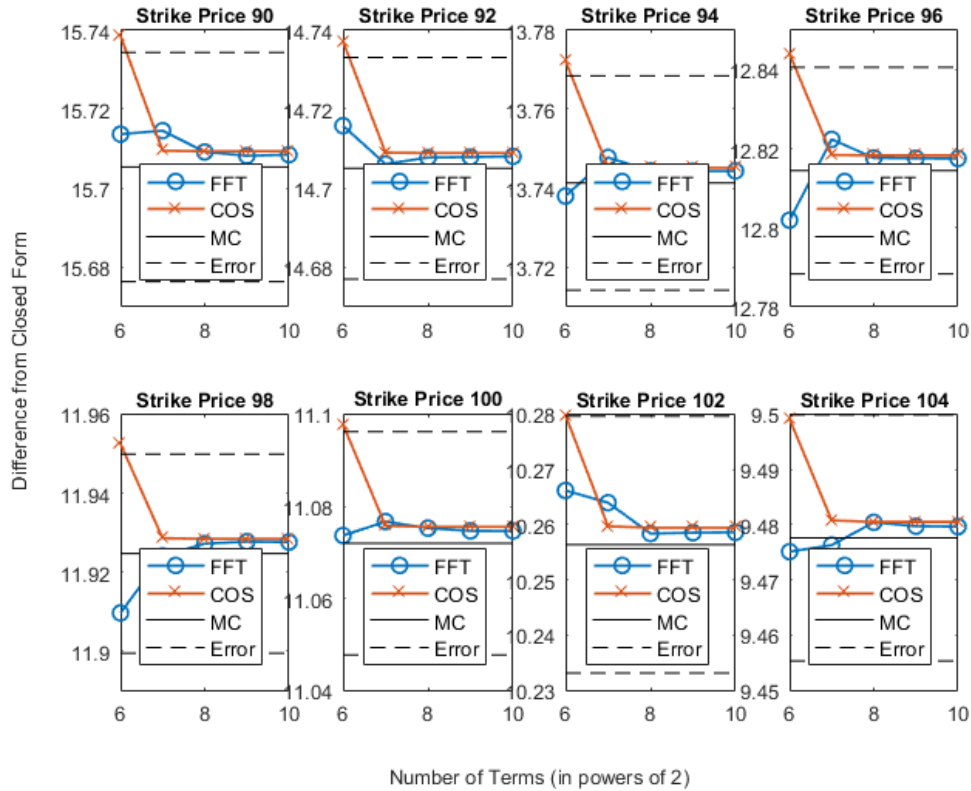 Strike Price 90
15.74
15.72
15.7
15.68
6
8
10
FFT
COS
MC
Error
Strike Price 92
14.74
14.72
14.7
14.68
6
8
10
FFT
COS
MC
Error
Strike Price 94
13.78
13.76
13.74
13.72
6
8
10
FFT
COS
MC
Error
Strike Price 96
12.84
12.82
12.8
12.78
6
8
10
FFT
COS
MC
Error
Difference from Closed Form
Strike Price 98
11.96
11.94
11.92
11.9
6
8
10
FFT
COS
MC
Error
Strike Price 100
11.1
11.08
11.06
11.04
6
8
10
FFT
COS
MC
Error
Strike Price 102
10.28
10.27
10.26
10.25
10.24
10.23
6
8
10
FFT
COS
MC
Error
Strike Price 104
9.5
9.49
9.48
9.47
9.46
9.45
6
8
10
FFT
COS
MC
Error
Number of Terms (in powers of 2)